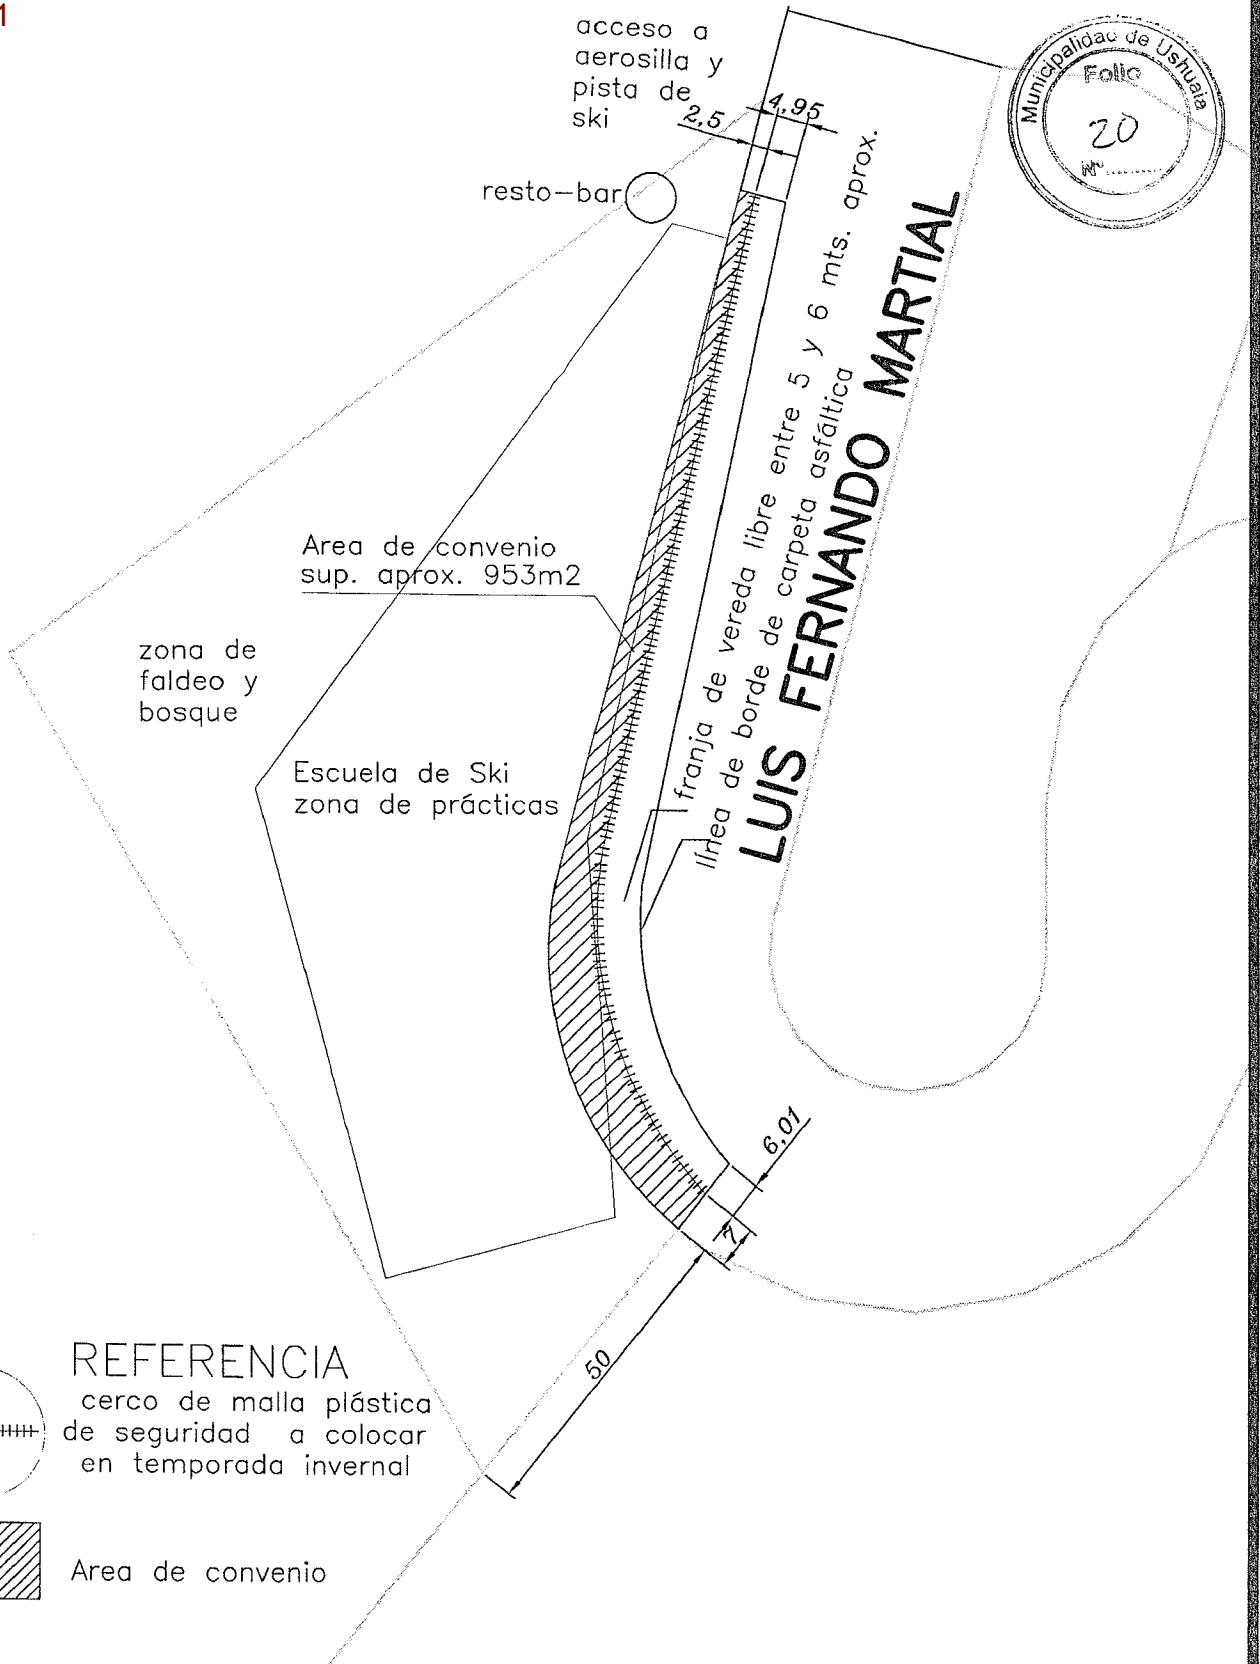 1
acceso a
aerosilla y
pista de
ski
2,5
4,95
Municipalidad de Ushuaia
Folio
20
Nº
resto-bar
franja de vereda libre entre 5 y 6 mts. aprox.
línea de borde de carpeta asfáltica
LUIS FERNANDO MARTIAL
Area de convenio
sup. aprox. 953m2
zona de
faldeo y
bosque
Escuela de Ski
zona de prácticas
6,01
7
50
REFERENCIA
cerco de malla plástica
de seguridad a colocar
en temporada invernal
Area de convenio